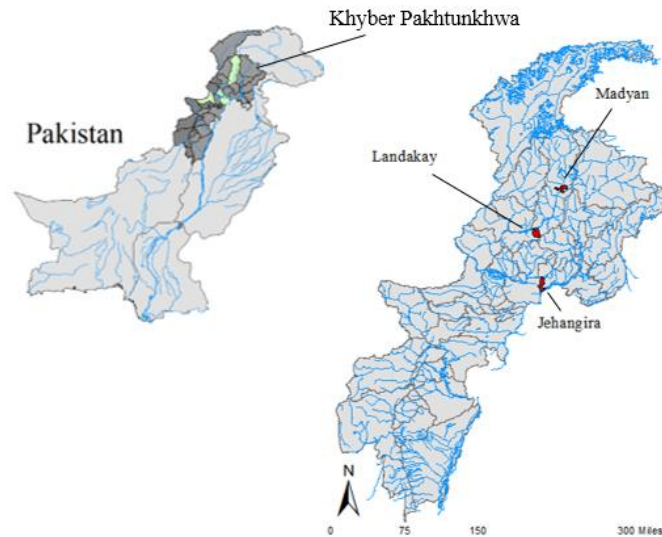 Khyber Pakhtunkhwa
Pakistan
Madyan
Landakay
Jehangira
N
0 75 150 300 Miles